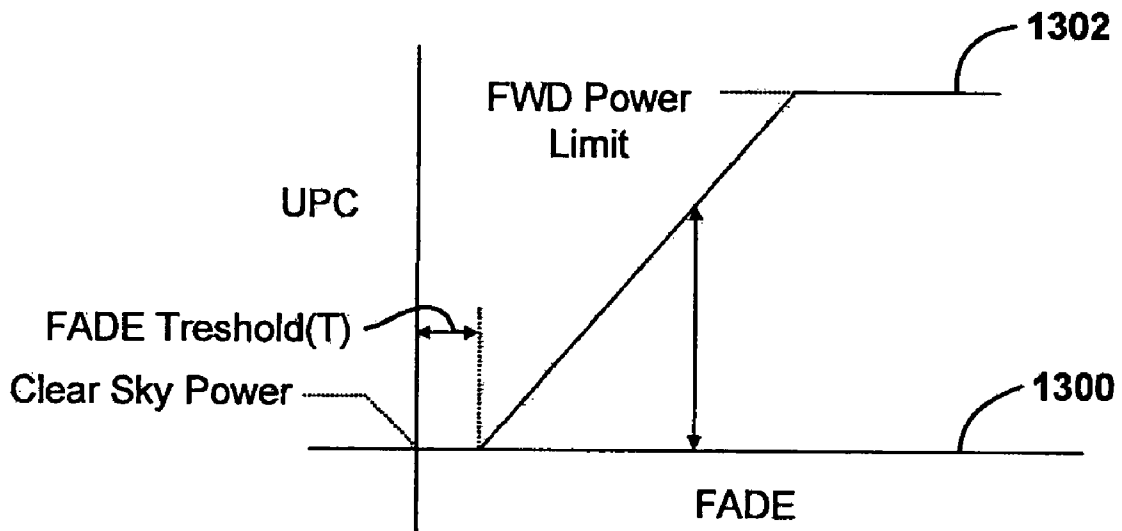 1302
FWD Power
Limit
UPC
FADE Treshold(T)
Clear Sky Power
1300
FADE